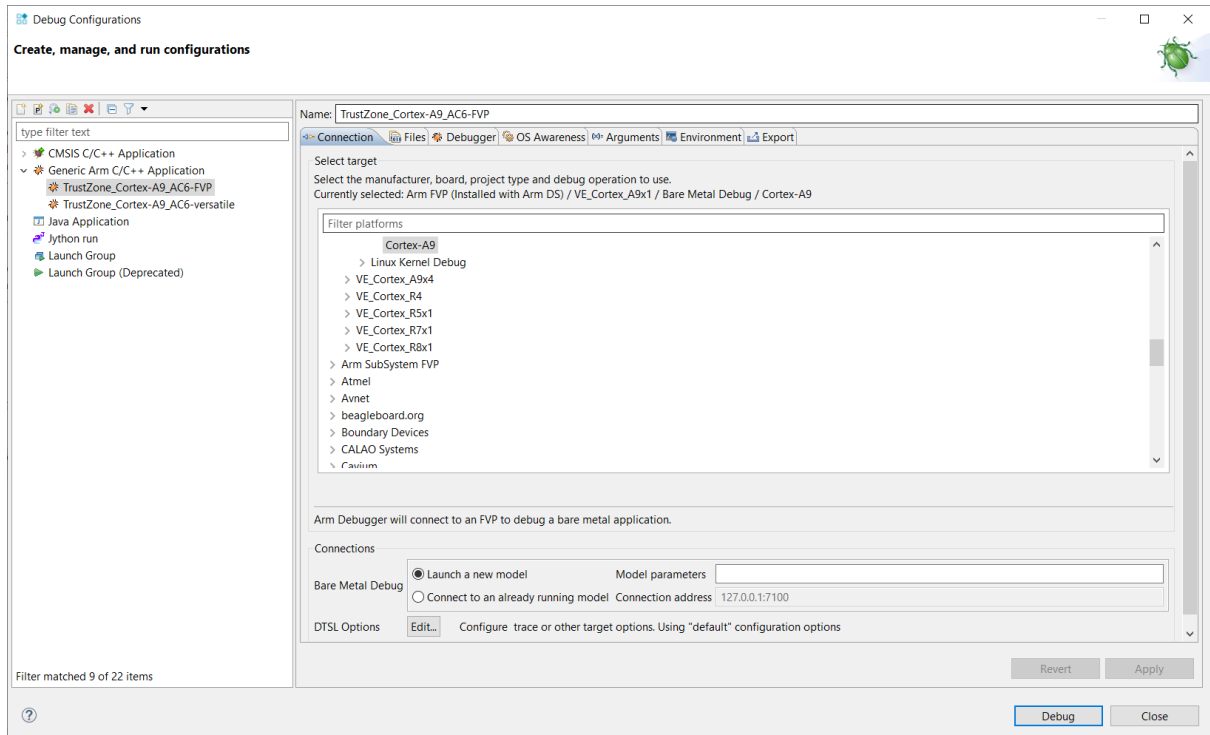 Debug Configurations
Create, manage, and run configurations
type filter text
CMSIS C/C++ Application
Generic Arm C/C++ Application
TrustZone_Cortex-A9_AC6-FVP
TrustZone_Cortex-A9_AC6-versatile
Java Application
Jython run
Launch Group
Launch Group (Deprecated)
Filter matched 9 of 22 items
Name: TrustZone_Cortex-A9_AC6-FVP
Connection Files Debugger OS Awareness Arguments Environment Export
Select target
Select the manufacturer, board, project type and debug operation to use.
Currently selected: Arm FVP (Installed with Arm DS) / VE_Cortex_A9x1 / Bare Metal Debug / Cortex-A9
Filter platforms
Cortex-A9
Linux Kernel Debug
VE_Cortex_A9x4
VE_Cortex_R4
VE_Cortex_R5x1
VE_Cortex_R7x1
VE_Cortex_R8x1
Arm SubSystem FVP
Atmel
Avnet
beagleboard.org
Boundary Devices
CALAO Systems
Cavium
Arm Debugger will connect to an FVP to debug a bare metal application.
Connections
Bare Metal Debug
Launch a new model Model parameters
Connect to an already running model Connection address 127.0.0.1:7100
DTSL Options Edit... Configure trace or other target options. Using "default" configuration options
Revert Apply
Debug Close